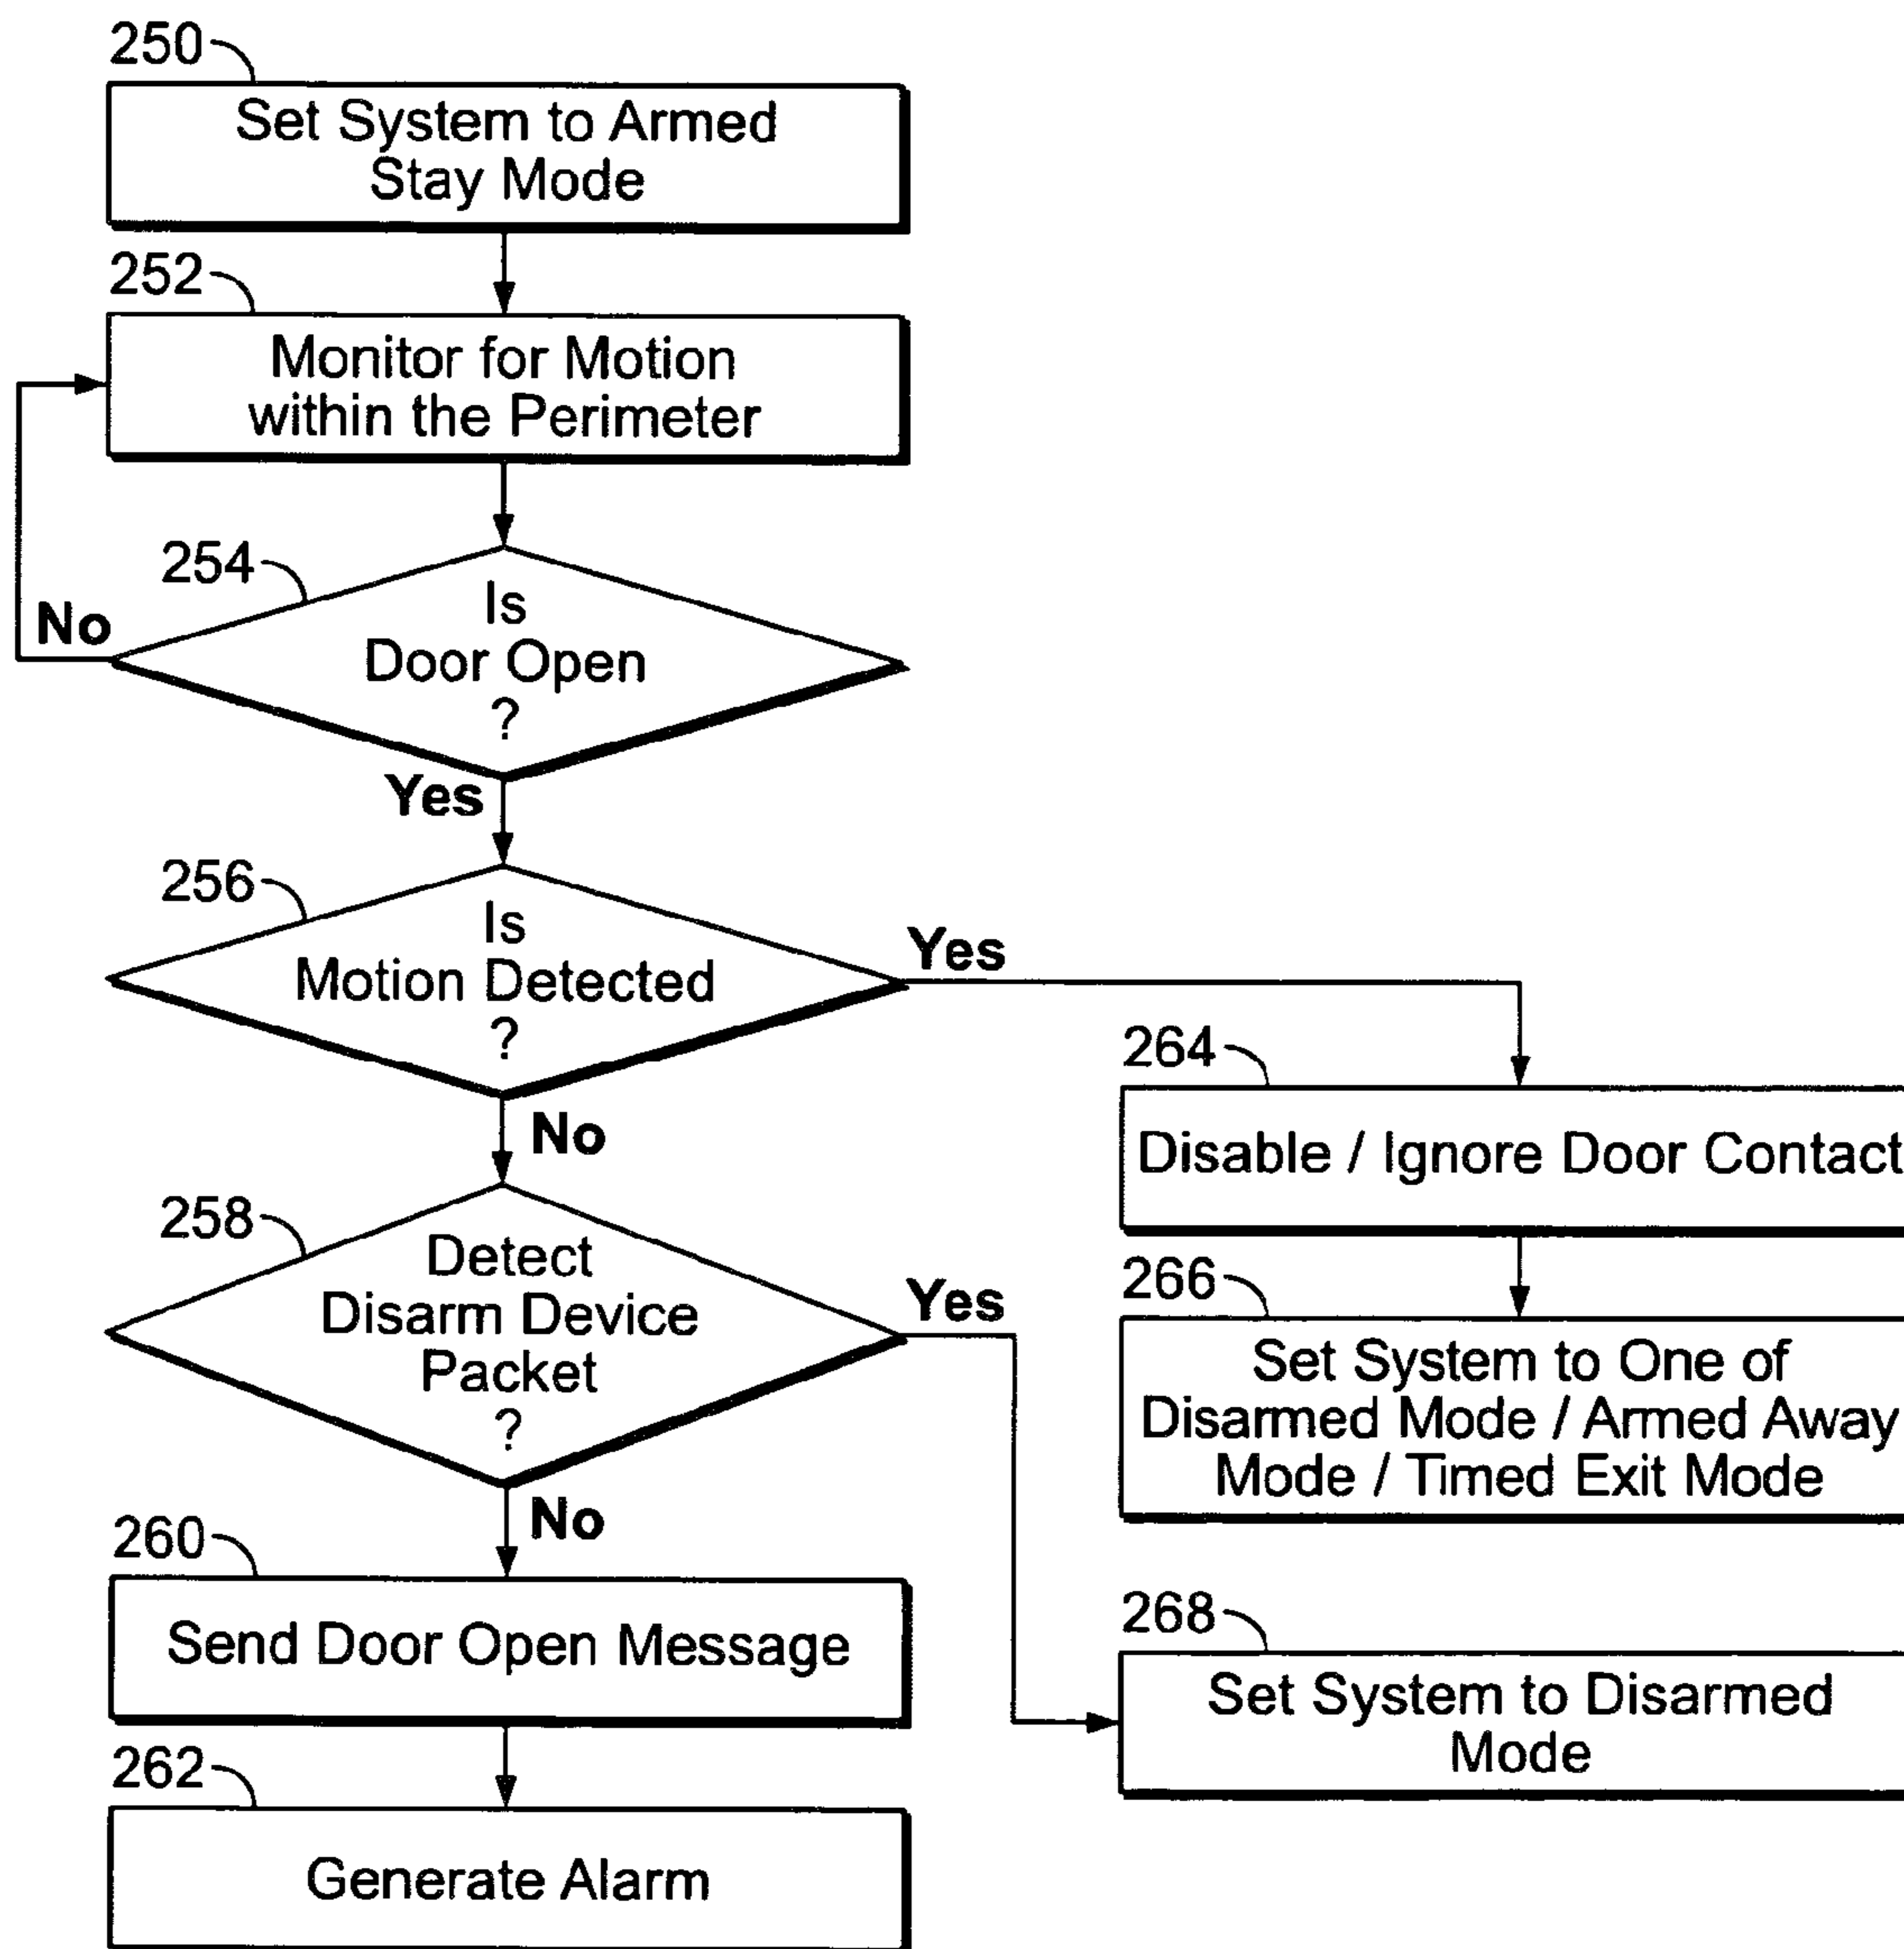 250
Set System to Armed
Stay Mode
252
Monitor for Motion
within the Perimeter
254
Is
Door Open
?
No
Yes
256
Is
Motion Detected
?
Yes
No
264
Disable / Ignore Door Contact
258
Detect
Disarm Device
Packet
?
Yes
No
266
Set System to One of
Disarmed Mode / Armed Away
Mode / Timed Exit Mode
260
Send Door Open Message
268
Set System to Disarmed
Mode
262
Generate Alarm